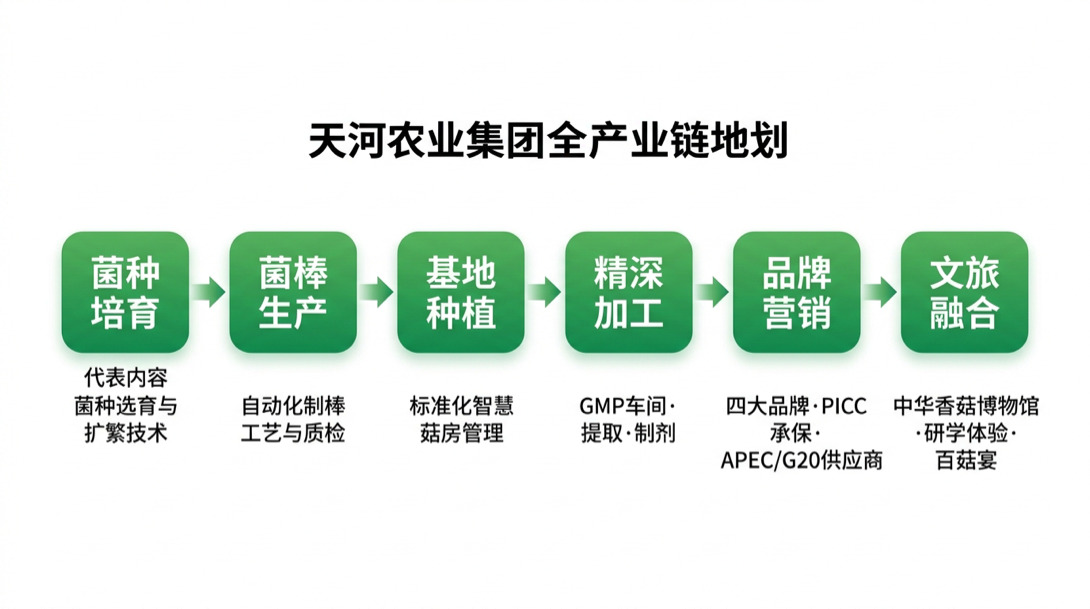 天河农业集团全产业链地划
菌种
培育
菌棒
生产
基地
种植
精深
加工
品牌
营销
文旅
融合
代表内容
菌种选育与
扩繁技术
自动化制棒
工艺与质检
标准化智慧
菇房管理
GMP车间·
提取·制剂
四大品牌·PICC
承保·
APEC/G20供应商
中华香菇博物馆
·研学体验·
百菇宴